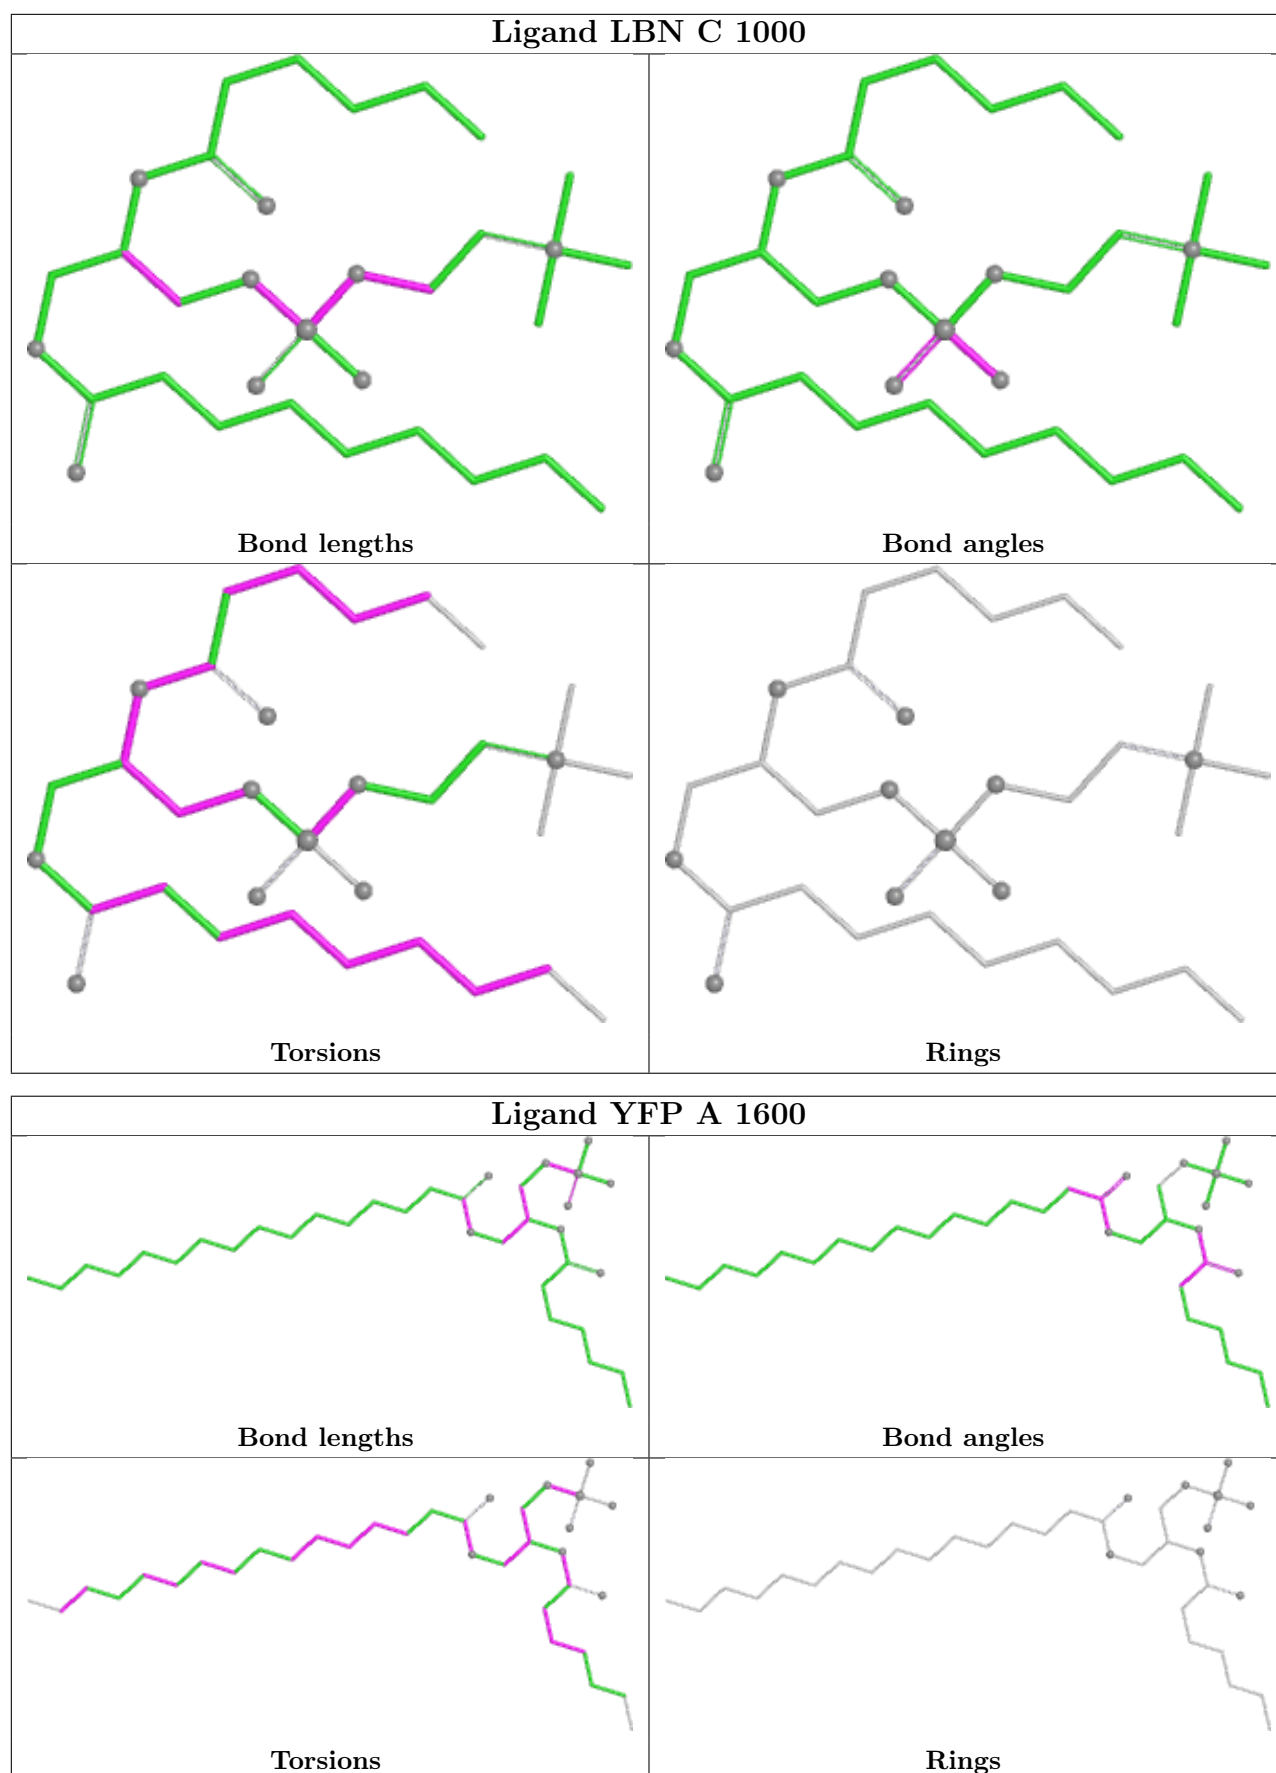 Ligand LBN C 1000
Bond lengths
Bond angles
Torsions
Rings
Ligand YFP A 1600
Bond lengths
Bond angles
Torsions
Rings